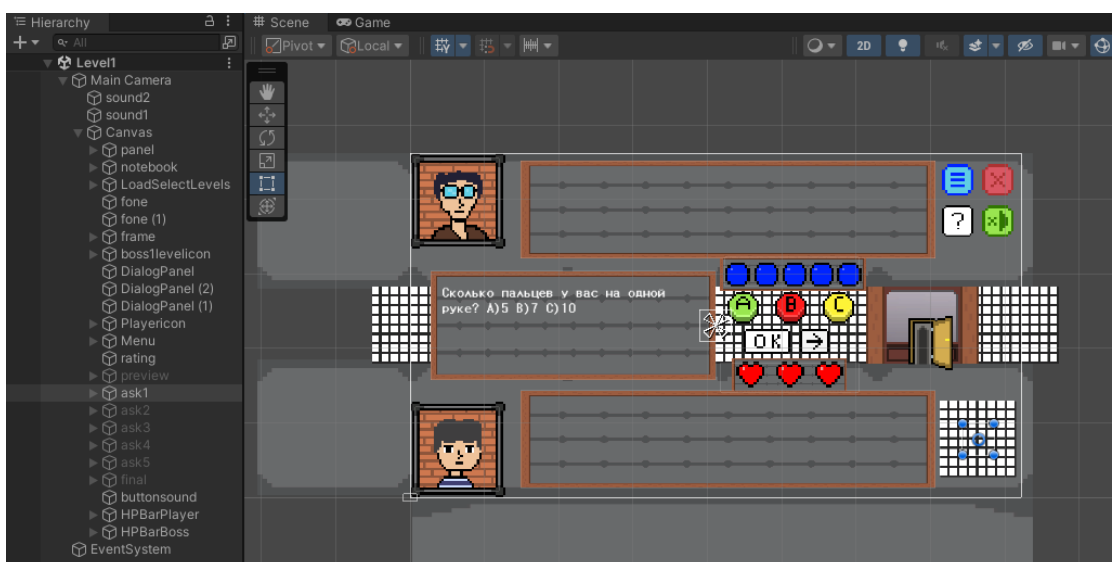 Hierarchy
Scene
Game
All
Pivot
Local
2D
Level1
Main Camera
sound2
sound1
Canvas
panel
notebook
LoadSelectLevels
fone
fone (1)
frame
boss1levelicon
DialogPanel
DialogPanel (2)
DialogPanel (1)
Playericon
Menu
rating
preview
ask1
ask2
ask3
ask4
ask5
final
buttonsound
HPBarPlayer
HPBarBoss
EventSystem
?
Сколько пальцев у вас на одной
руке? A)5 B)7 C)10
A B C
OK